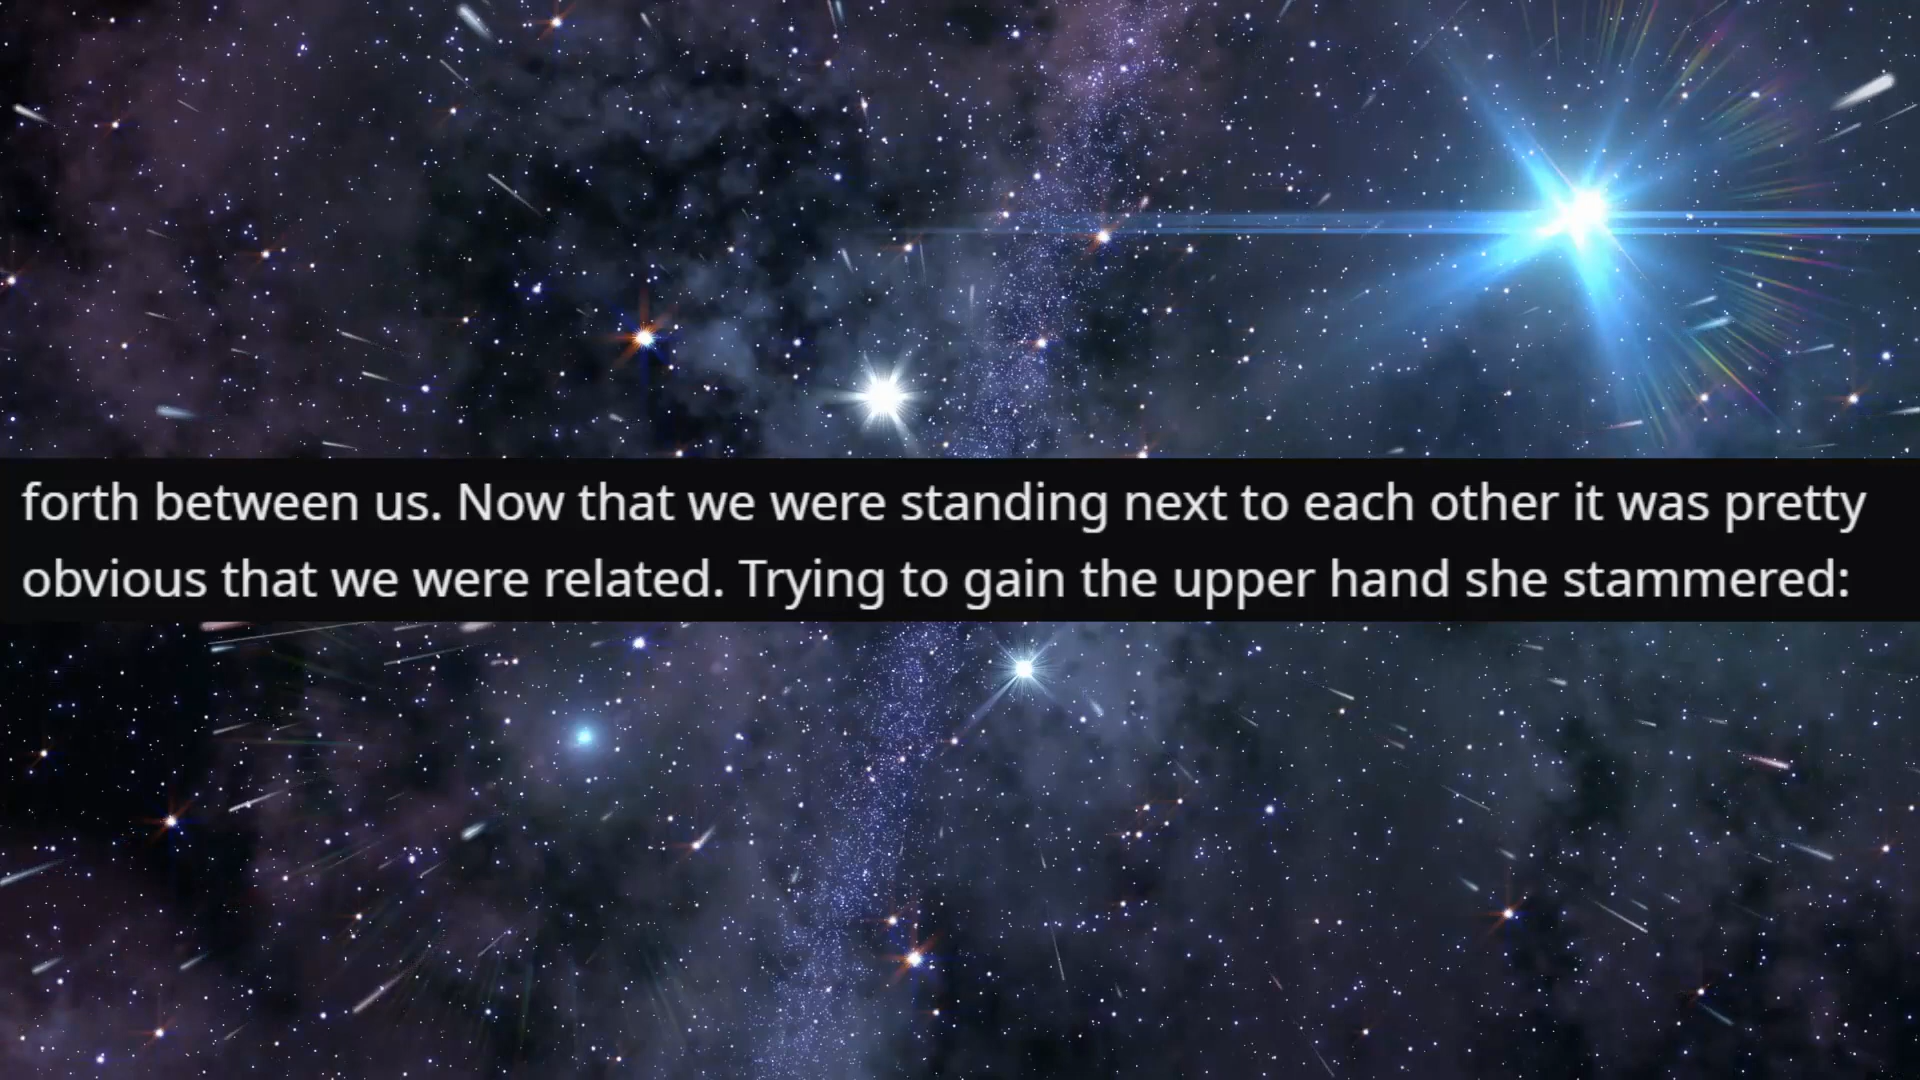 forth between us. Now that we were standing next to each other it was pretty
obvious that we were related. Trying to gain the upper hand she stammered: